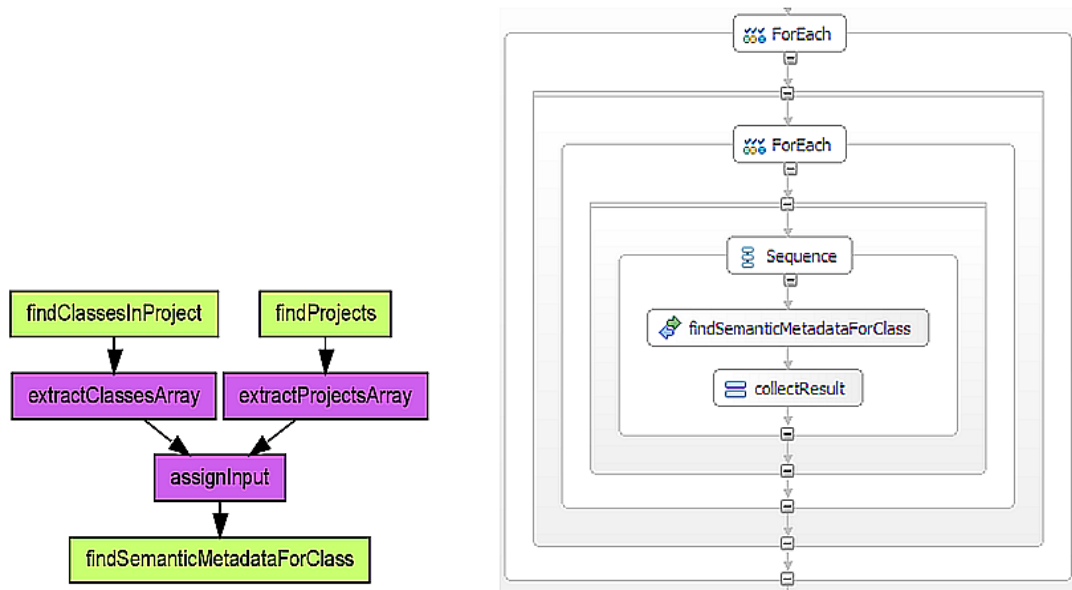 findClassesInProject
findProjects
extractClassesArray
extractProjectsArray
assignInput
findSemanticMetadataForClass
ForEach
ForEach
Sequence
findSemanticMetadataForClass
collectResult